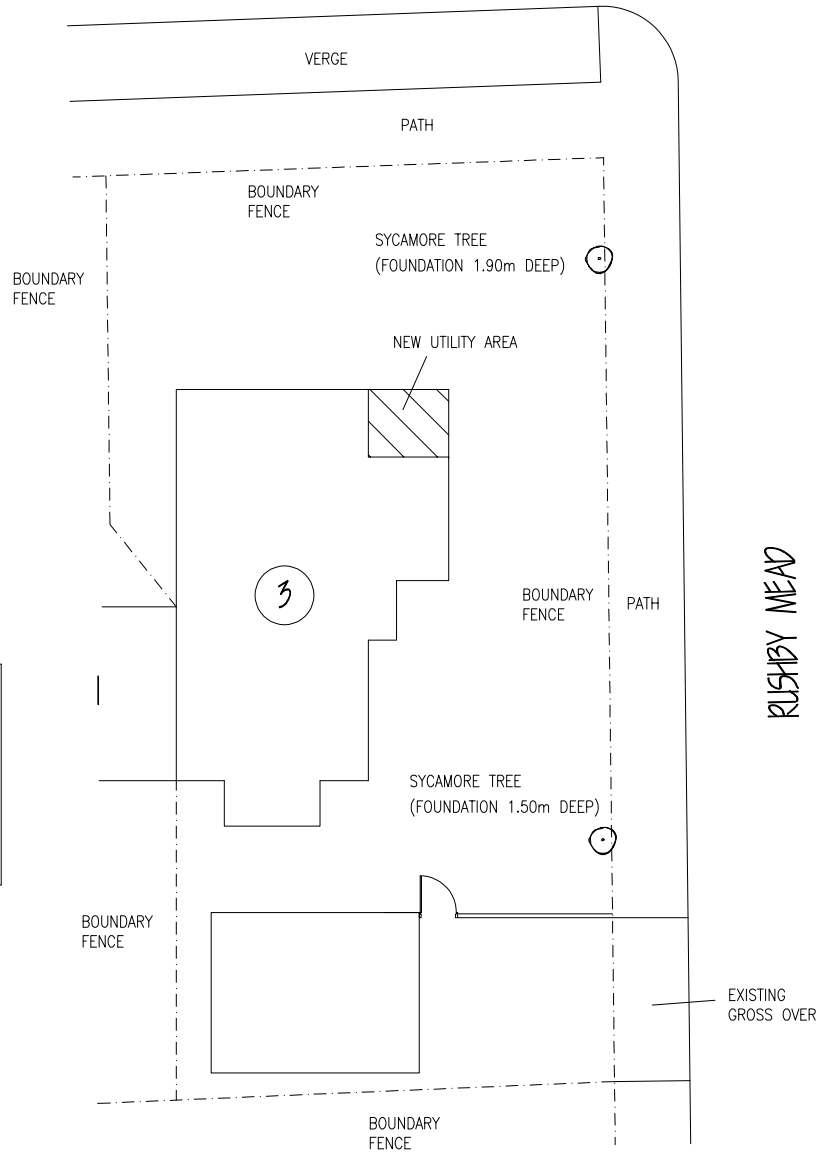 VERGE
PATH
BOUNDARY
FENCE
SYCAMORE TREE
(FOUNDATION 1.90m DEEP)
BOUNDARY
FENCE
NEW UTILITY AREA
3
BOUNDARY
FENCE
PATH
RUSHBY MEAD
SYCAMORE TREE
(FOUNDATION 1.50m DEEP)
BOUNDARY
FENCE
EXISTING
GROSS OVER
BOUNDARY
FENCE